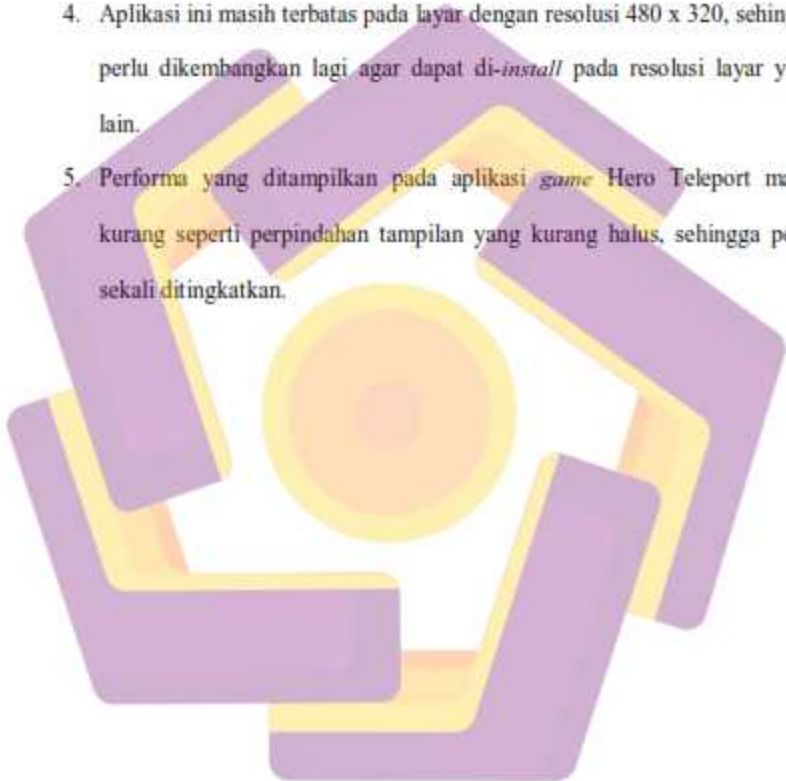 4. Aplikasi ini masih terbatas pada layar dengan resolusi 480 x 320, sehin
perlu dikembangkan lagi agar dapat di-install pada resolusi layar y
lain.
5. Performa yang ditampilkan pada aplikasi game Hero Teleport ma
kurang seperti perpindahan tampilan yang kurang halus, sehingga pe
sekali ditingkatkan.